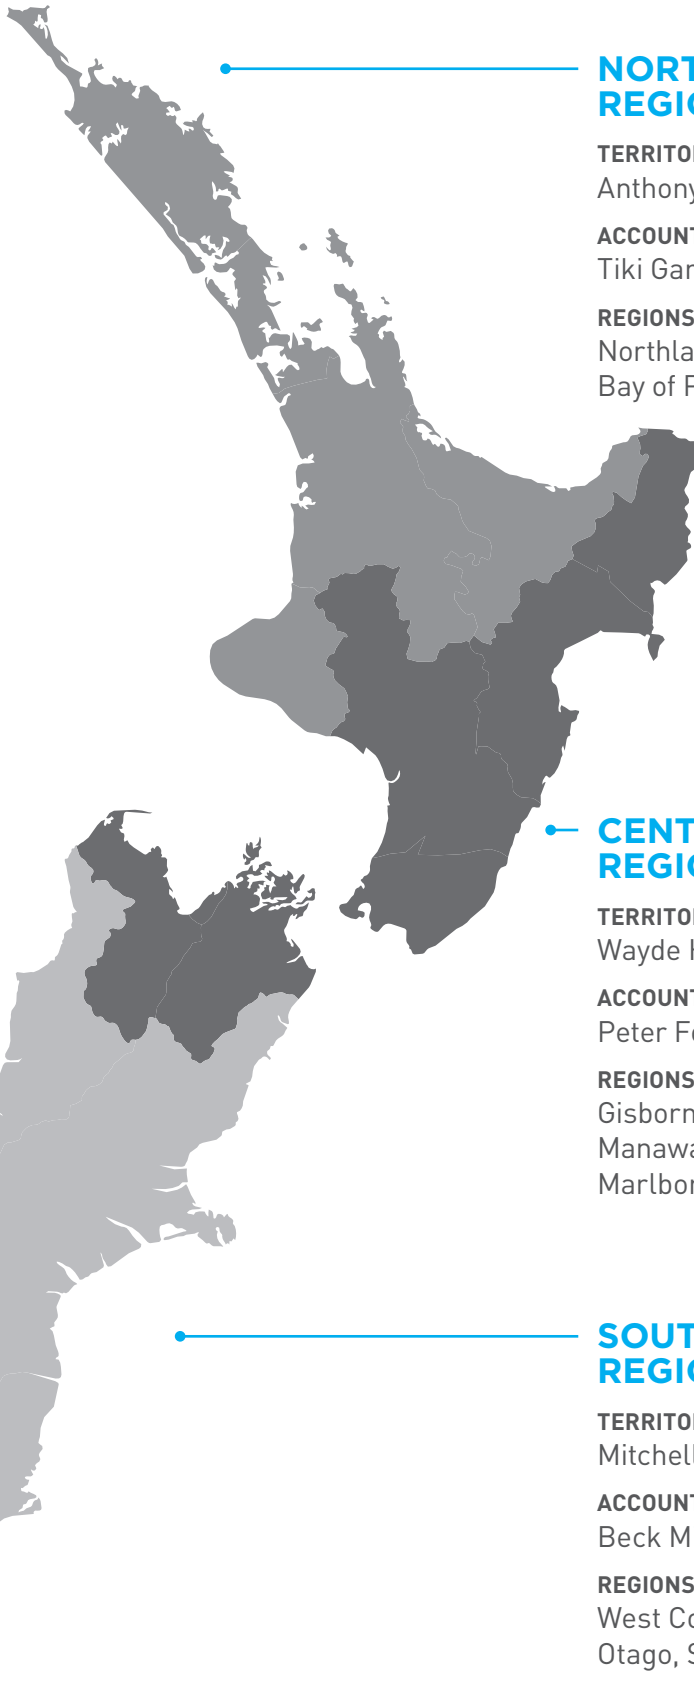 NORT
REGIO
TERRITO
Anthony
ACCOUNT
Tiki Gar
REGIONS
Northla
Bay of P
CENT
REGIO
TERRITO
Wayde
ACCOUNT
Peter Fe
REGIONS
Gisborn
Manawa
Marlbor
SOUT
REGIO
TERRITO
Mitchell
ACCOUNT
Beck M
REGIONS
West Co
Otago, S